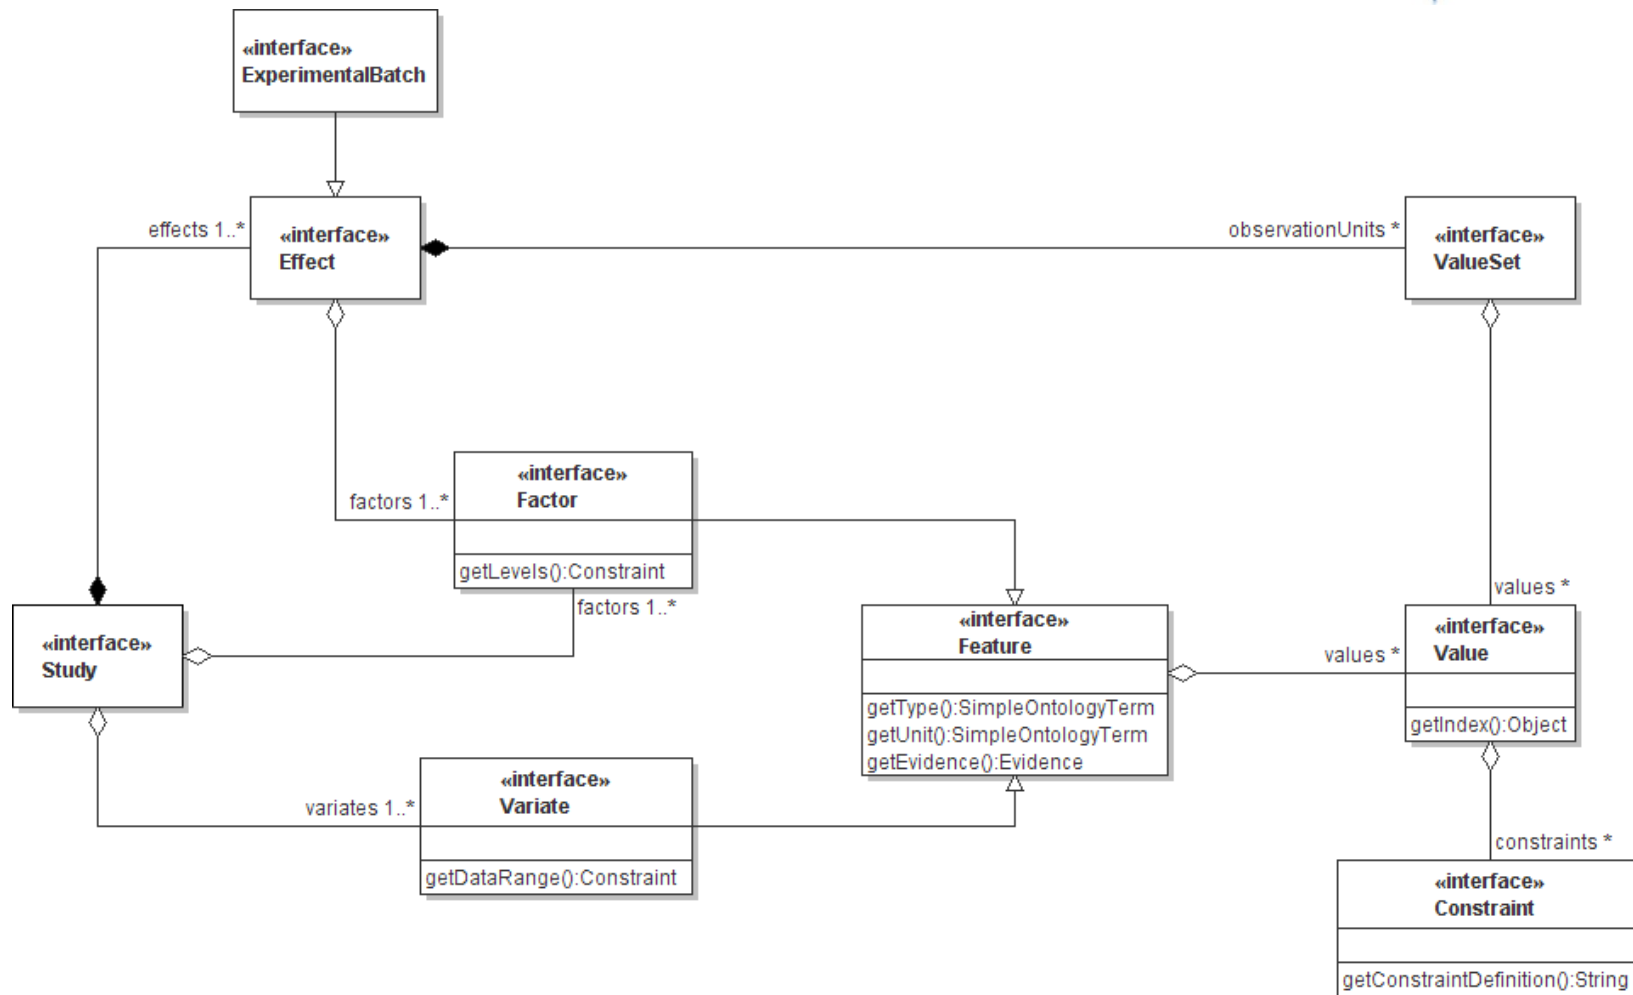 «interface»
ExperimentalBatch
effects 1..*
«interface»
Effect
observationUnits *
«interface»
ValueSet
factors 1..*
«interface»
Factor
getLevels():Constraint
factors 1..*
«interface»
Study
«interface»
Feature
getType():SimpleOntologyTerm
getUnit():SimpleOntologyTerm
getEvidence():Evidence
values *
values *
«interface»
Value
getIndex():Object
variates 1..*
«interface»
Variate
getDataRange():Constraint
constraints *
«interface»
Constraint
getConstraintDefinition():String